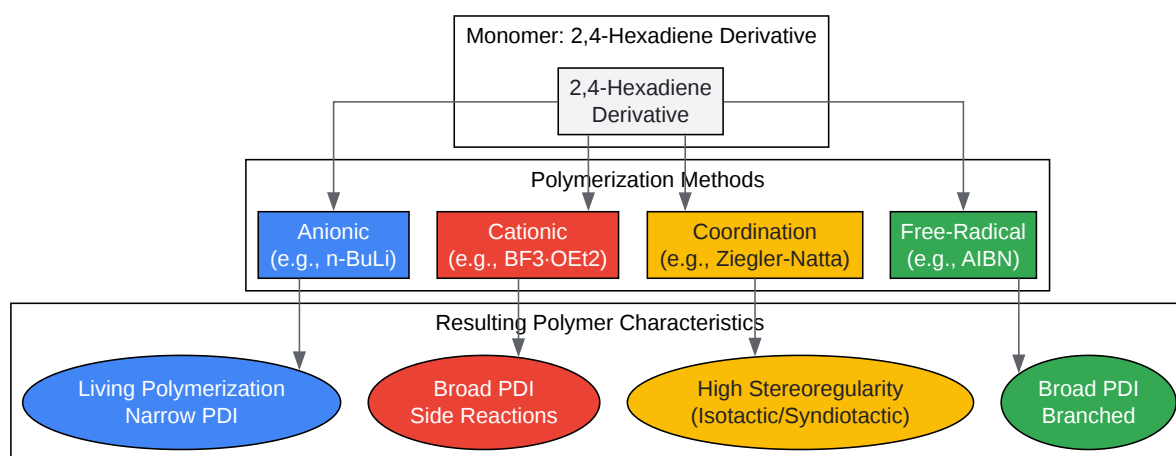 Monomer: 2,4-Hexadiene Derivative
2,4-Hexadiene
Derivative
Polymerization Methods
Anionic
(e.g., n-BuLi)
Cationic
(e.g., BF3·OEt2)
Coordination
(e.g., Ziegler-Natta)
Free-Radical
(e.g., AIBN)
Resulting Polymer Characteristics
Living Polymerization
Narrow PDI
Broad PDI
Side Reactions
High Stereoregularity
(Isotactic/Syndiotactic)
Broad PDI
Branched